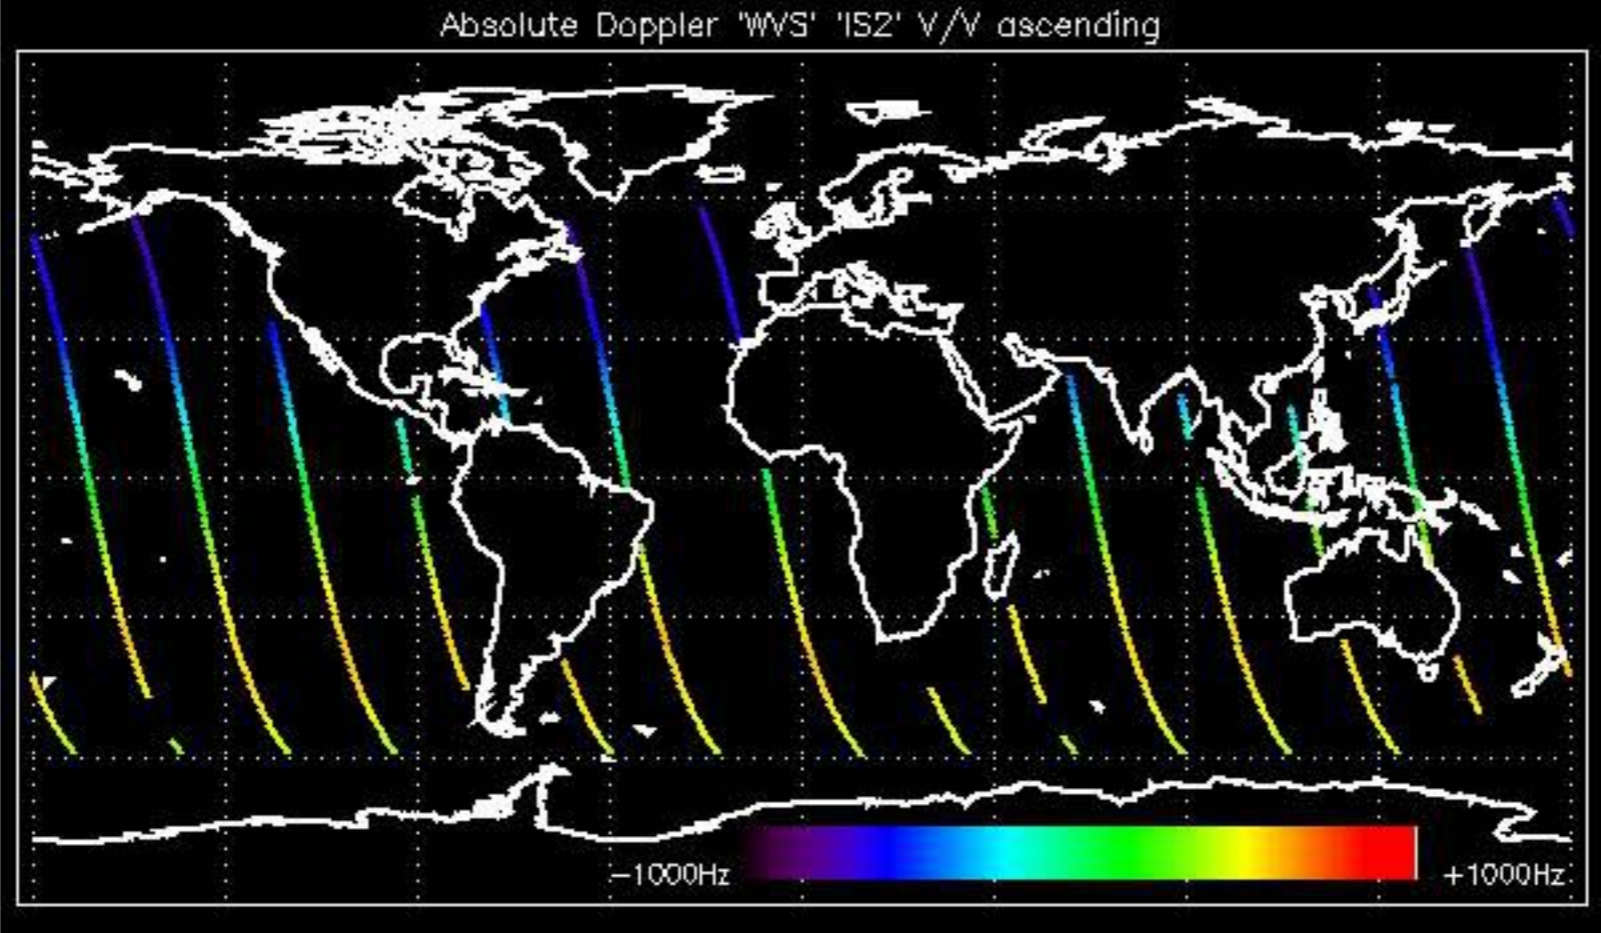 Absolute Doppler 'WVS' 'IS2' V/V ascending
−1000Hz +1000Hz